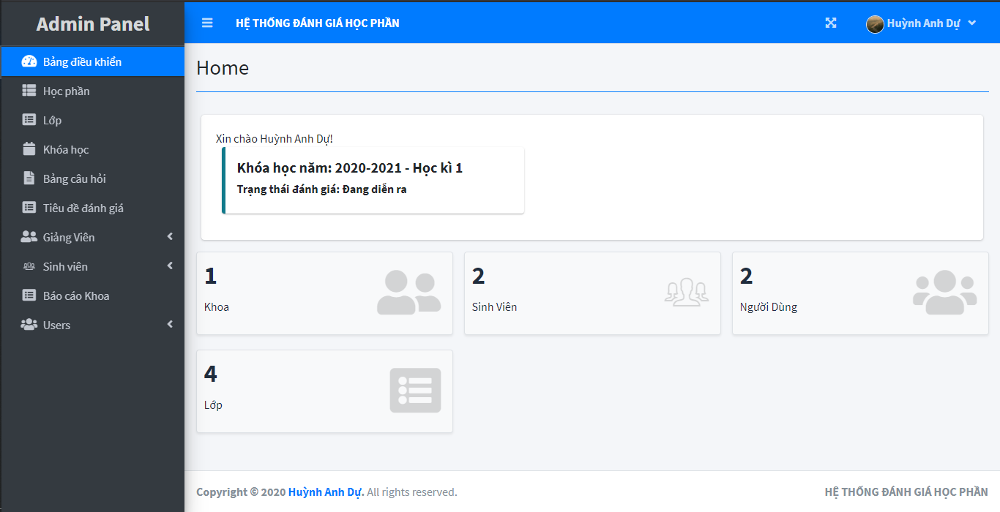 Admin Panel
HỆ THỐNG ĐÁNH GIÁ HỌC PHẦN
Huỳnh Anh Dự
Bảng điều khiển
Học phần
Lớp
Khóa học
Bảng câu hỏi
Tiêu đề đánh giá
Giảng Viên
Sinh viên
Báo cáo Khoa
Users
Home
Xin chào Huỳnh Anh Dự!
Khóa học năm: 2020-2021 - Học kì 1
Trạng thái đánh giá: Đang diễn ra
1
Khoa
2
Sinh Viên
2
Người Dùng
4
Lớp
Copyright © 2020 Huỳnh Anh Dự. All rights reserved.
HỆ THỐNG ĐÁNH GIÁ HỌC PHẦN